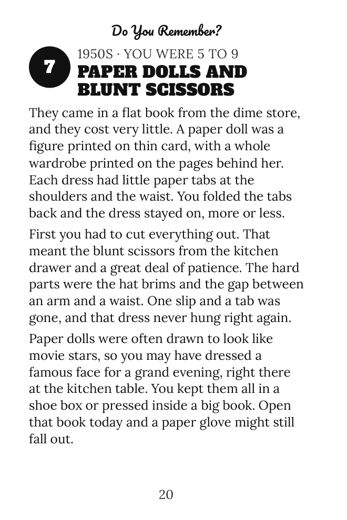 Do You Remember?
7
1950S · YOU WERE 5 TO 9
PAPER DOLLS AND
BLUNT SCISSORS
They came in a flat book from the dime store,
and they cost very little. A paper doll was a
figure printed on thin card, with a whole
wardrobe printed on the pages behind her.
Each dress had little paper tabs at the
shoulders and the waist. You folded the tabs
back and the dress stayed on, more or less.
First you had to cut everything out. That
meant the blunt scissors from the kitchen
drawer and a great deal of patience. The hard
parts were the hat brims and the gap between
an arm and a waist. One slip and a tab was
gone, and that dress never hung right again.
Paper dolls were often drawn to look like
movie stars, so you may have dressed a
famous face for a grand evening, right there
at the kitchen table. You kept them all in a
shoe box or pressed inside a big book. Open
that book today and a paper glove might still
fall out.
20